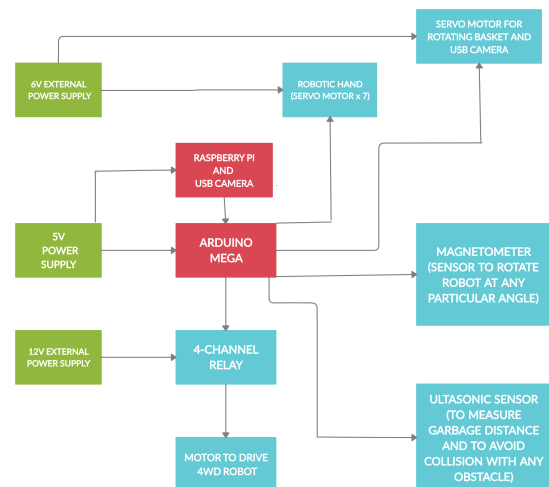 SERVO MOTOR FOR
ROTATING BASKET AND
USB CAMERA
6V EXTERNAL
POWER SUPPLY
ROBOTIC HAND
(SERVO MOTOR x 7)
RASPBERRY PI
AND
USB CAMERA
5V
POWER
SUPPLY
ARDUINO
MEGA
MAGNETOMETER
(SENSOR TO ROTATE
ROBOT AT ANY
PARTICULAR ANGLE)
12V EXTERNAL
POWER SUPPLY
4-CHANNEL
RELAY
ULTASONIC SENSOR
(TO MEASURE
GARBAGE DISTANCE
AND TO AVOID
COLLISION WITH ANY
OBSTACLE)
MOTOR TO DRIVE
4WD ROBOT